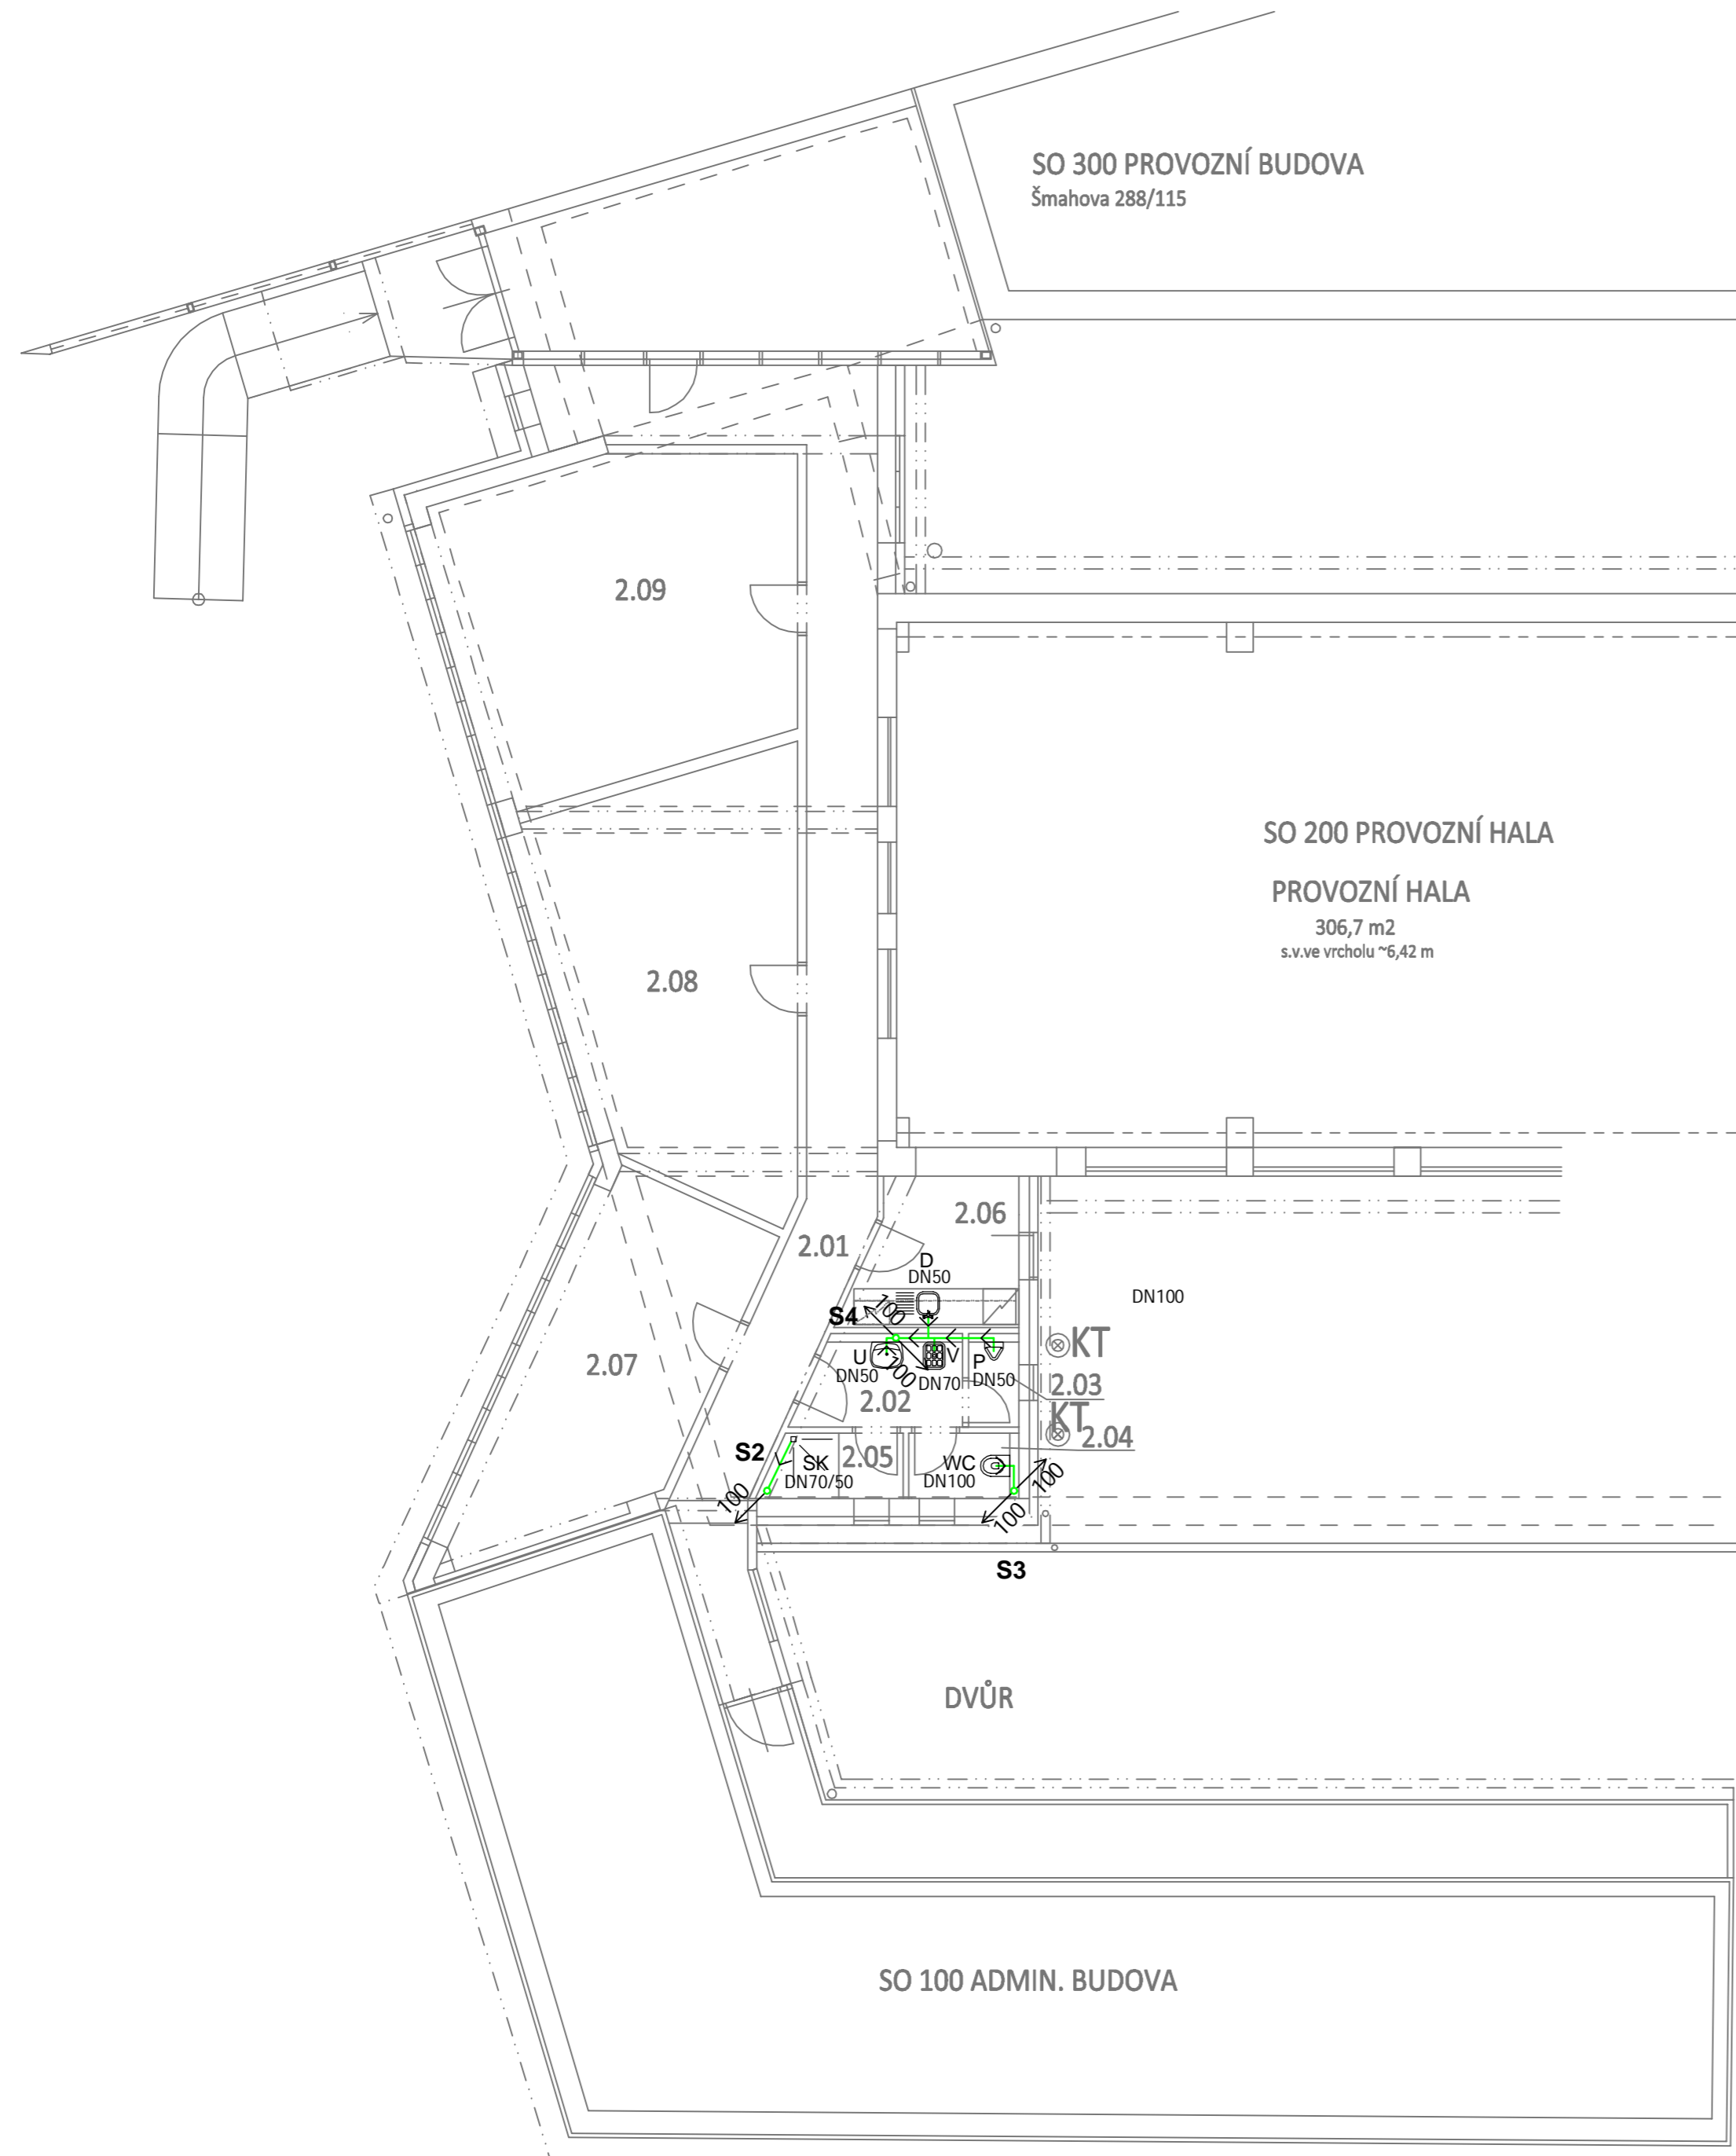 SO 300 PROVOZNÍ BUDOVA
Šmahova 288/115
2.09
SO 200 PROVOZNÍ HALA
PROVOZNÍ HALA
306,7 m2
s.v.ve vrcholu ~6,42 m
2.08
2.06
2.01
D
DN50
DN100
S4
100
KT
U
V
P
DN50
100
DN70
DN50
2.07
2.03
2.02
KT
2.04
S2
2.05
SK
DN70/50
WC
DN100
100
100
100
S3
DVŮR
SO 100 ADMIN. BUDOVA